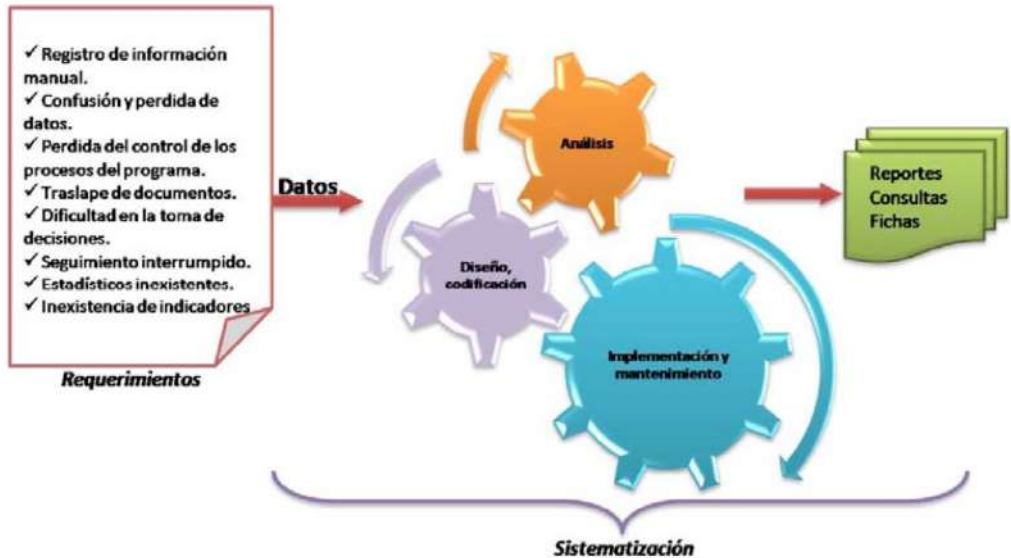 ✓ Registro de información
manual.
✓ Confusión y perdida de
datos.
✓ Perdida del control de los
procesos del programa.
✓ Traslape de documentos.
✓ Dificultad en la toma de
decisiones.
✓ Seguimiento interrumpido.
✓ Estadísticos inexistentes.
✓ Inexistencia de indicadores
Requerimientos
Datos
Análisis
Diseño,
codificación
Implementación y
mantenimiento
Reportes
Consultas
Fichas
Sistematización